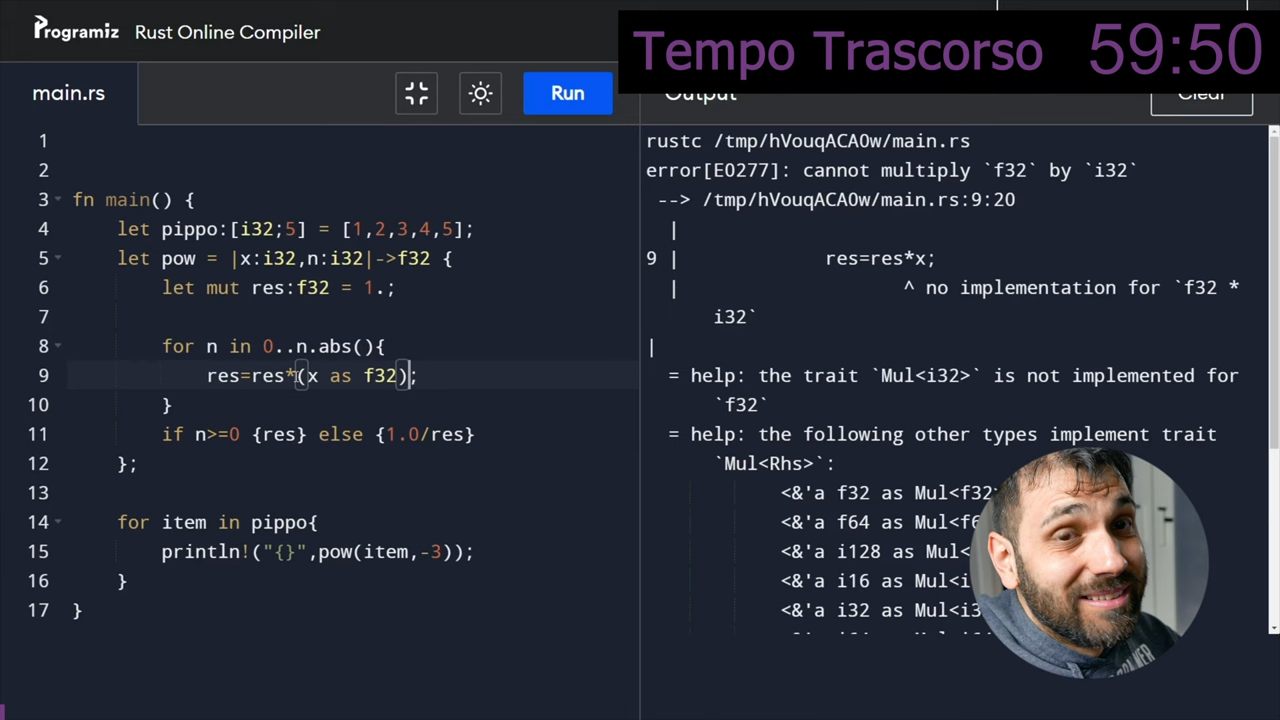 Programiz Rust Online Compiler
Tempo Trascorso 59:50
main.rs
Run
Output
Clear
1
2
3 fn main() {
4 let pippo:[i32;5] = [1,2,3,4,5];
5 let pow = |x:i32,n:i32|->f32 {
6 let mut res:f32 = 1.;
7
8 for n in 0..n.abs(){
9 res=res*(x as f32);
10 }
11 if n>=0 {res} else {1.0/res}
12 };
13
14 for item in pippo{
15 println!("{}",pow(item,-3));
16 }
17 }
rustc /tmp/hVouqACA0w/main.rs
error[E0277]: cannot multiply `f32` by `i32`
--> /tmp/hVouqACA0w/main.rs:9:20
|
9 | res=res*x;
| ^ no implementation for `f32 *
i32`
|
= help: the trait `Mul<i32>` is not implemented for
`f32`
= help: the following other types implement trait
`Mul<Rhs>`:
<&'a f32 as Mul<f32>
<&'a f64 as Mul<f6
<&'a i128 as Mul<i
<&'a i16 as Mul<i
<&'a i32 as Mul<i3